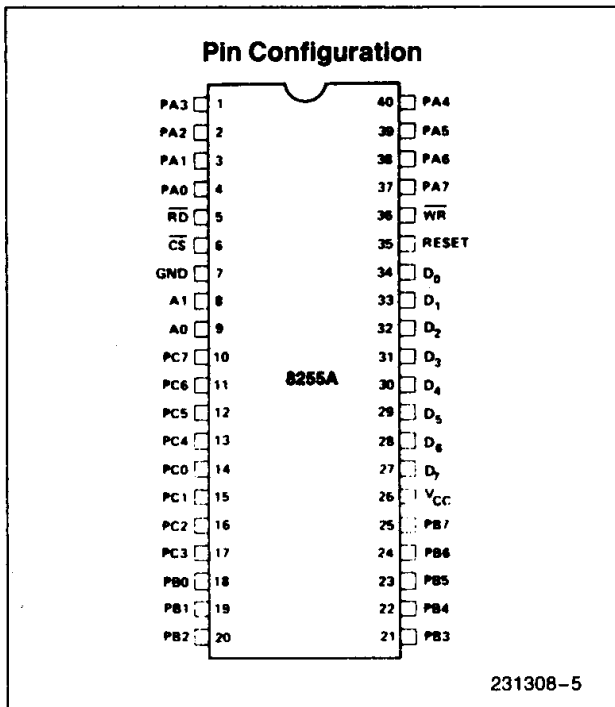 Pin Configuration
PA3 1 40 PA4
PA2 2 39 PA5
PA1 3 38 PA6
PA0 4 37 PA7
R̅D̅ 5 36 W̅R̅
C̅S̅ 6 35 RESET
GND 7 34 D₀
A1 8 33 D₁
A0 9 32 D₂
PC7 10 31 D₃
8255A
PC6 11 30 D₄
PC5 12 29 D₅
PC4 13 28 D₆
PC0 14 27 D₇
PC1 15 26 VCC
PC2 16 25 PB7
PC3 17 24 PB6
PB0 18 23 PB5
PB1 19 22 PB4
PB2 20 21 PB3
231308-5